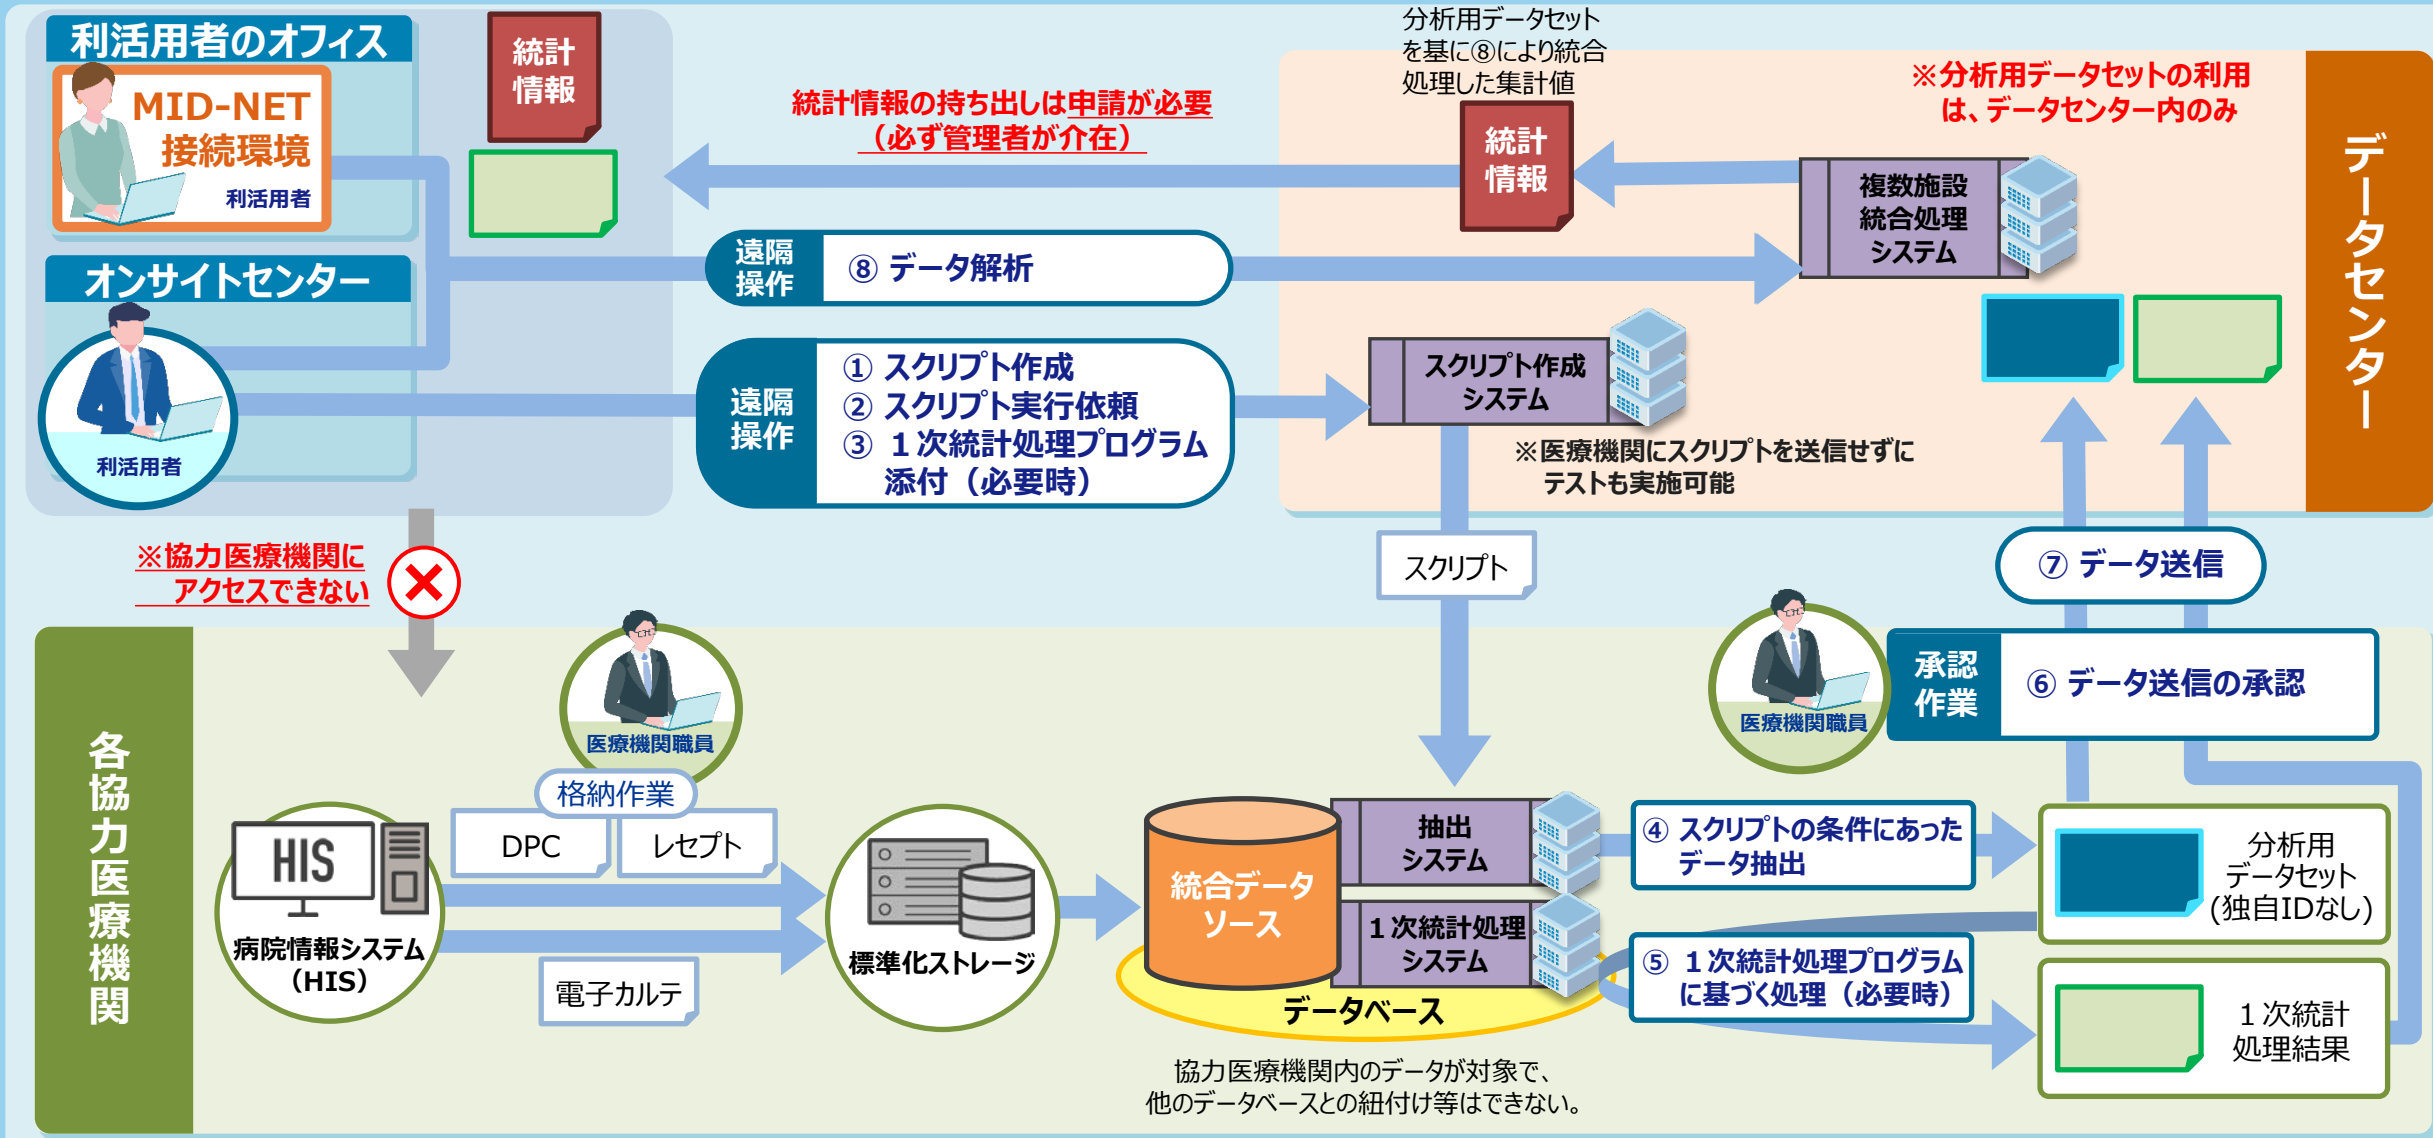 利活用者のオフィス
MID-NET
接続環境
利活用者
統計
情報
オンサイトセンター
利活用者
統計情報の持ち出しは申請が必要
（必ず管理者が介在）
分析用データセット
を基に⑧により統合
処理した集計値
統計
情報
※分析用データセットの利用
は、データセンター内のみ
複数施設
統合処理
システム
データセンター
遠隔
操作
⑧ データ解析
遠隔
操作
① スクリプト作成
② スクリプト実行依頼
③ １次統計処理プログラム
添付（必要時）
スクリプト作成
システム
※医療機関にスクリプトを送信せずに
テストも実施可能
スクリプト
※協力医療機関に
アクセスできない
⑦ データ送信
医療機関職員
承認
作業
⑥ データ送信の承認
各協力医療機関
医療機関職員
格納作業
DPC
レセプト
HIS
病院情報システム
（HIS）
電子カルテ
標準化ストレージ
統合データ
ソース
抽出
システム
１次統計処理
システム
データベース
④ スクリプトの条件にあった
データ抽出
⑤ １次統計処理プログラム
に基づく処理（必要時）
分析用
データセット
(独自IDなし)
１次統計
処理結果
協力医療機関内のデータが対象で、
他のデータベースとの紐付け等はできない。